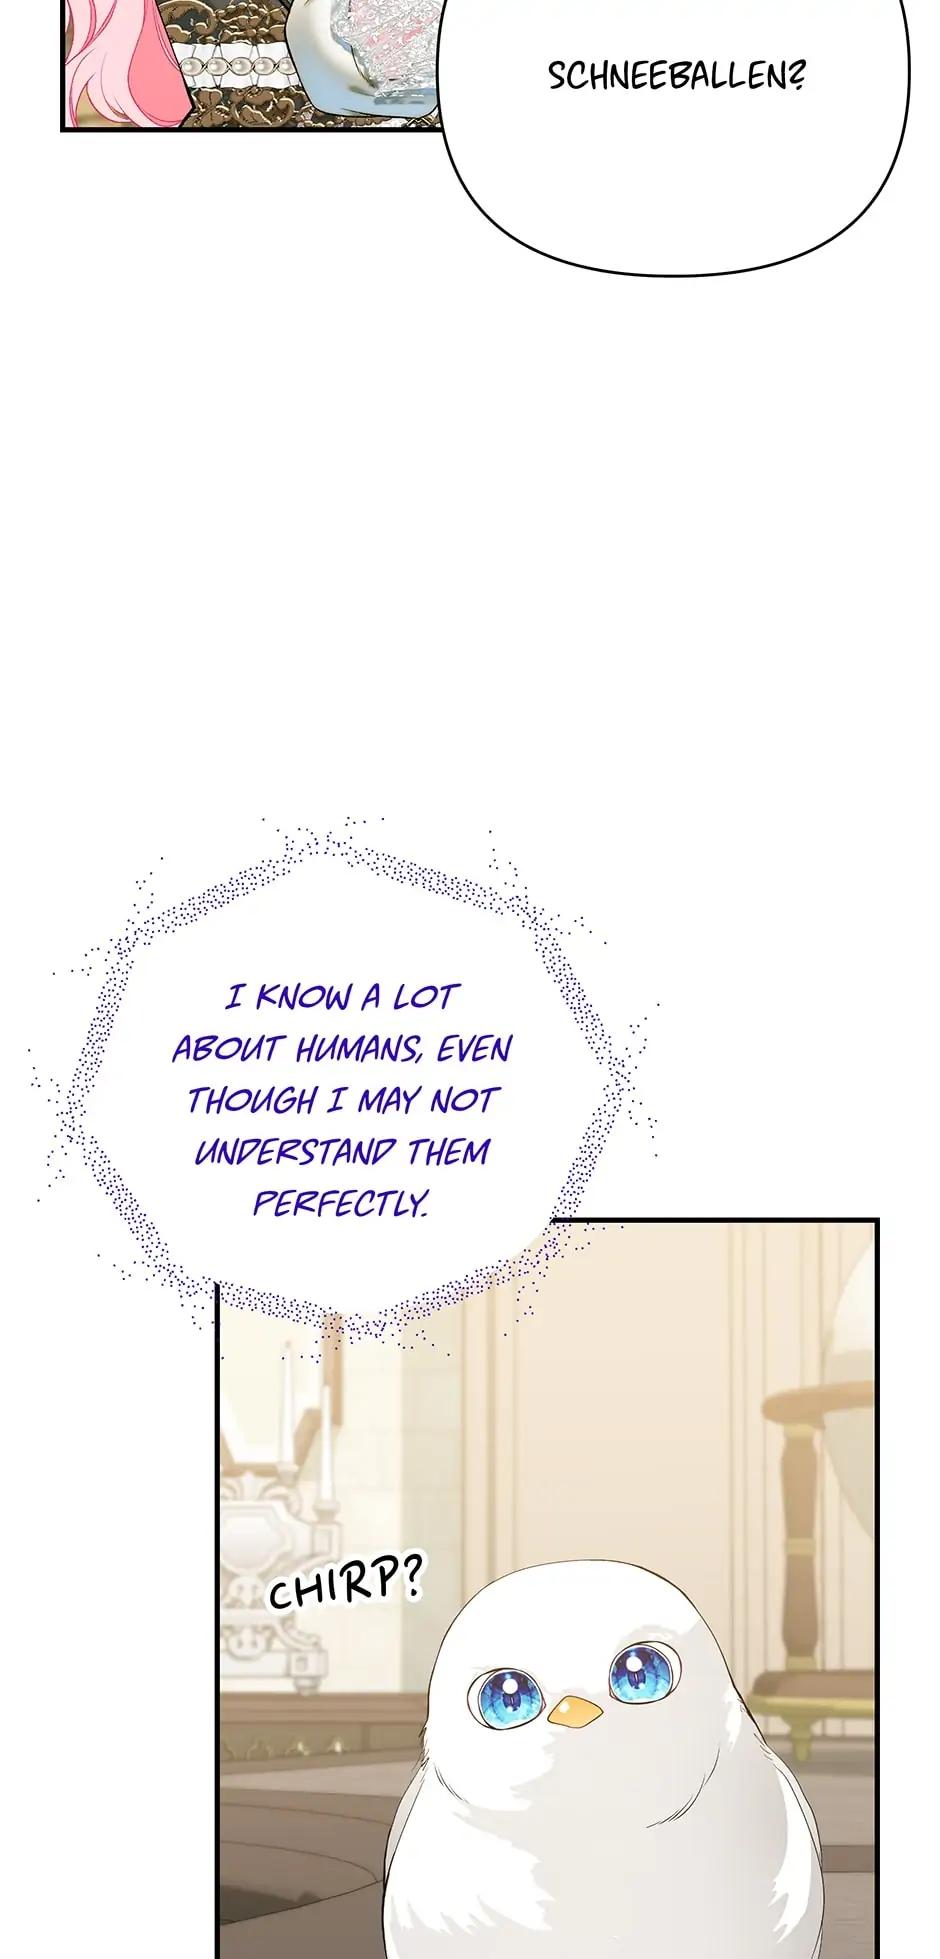 SCHNEEBALLEN?
I KNOW A LOT
ABOUT HUMANS, EVEN
THOUGH I MAY NOT
UNDERSTAND THEM
PERFECTLY.
CHIRP?